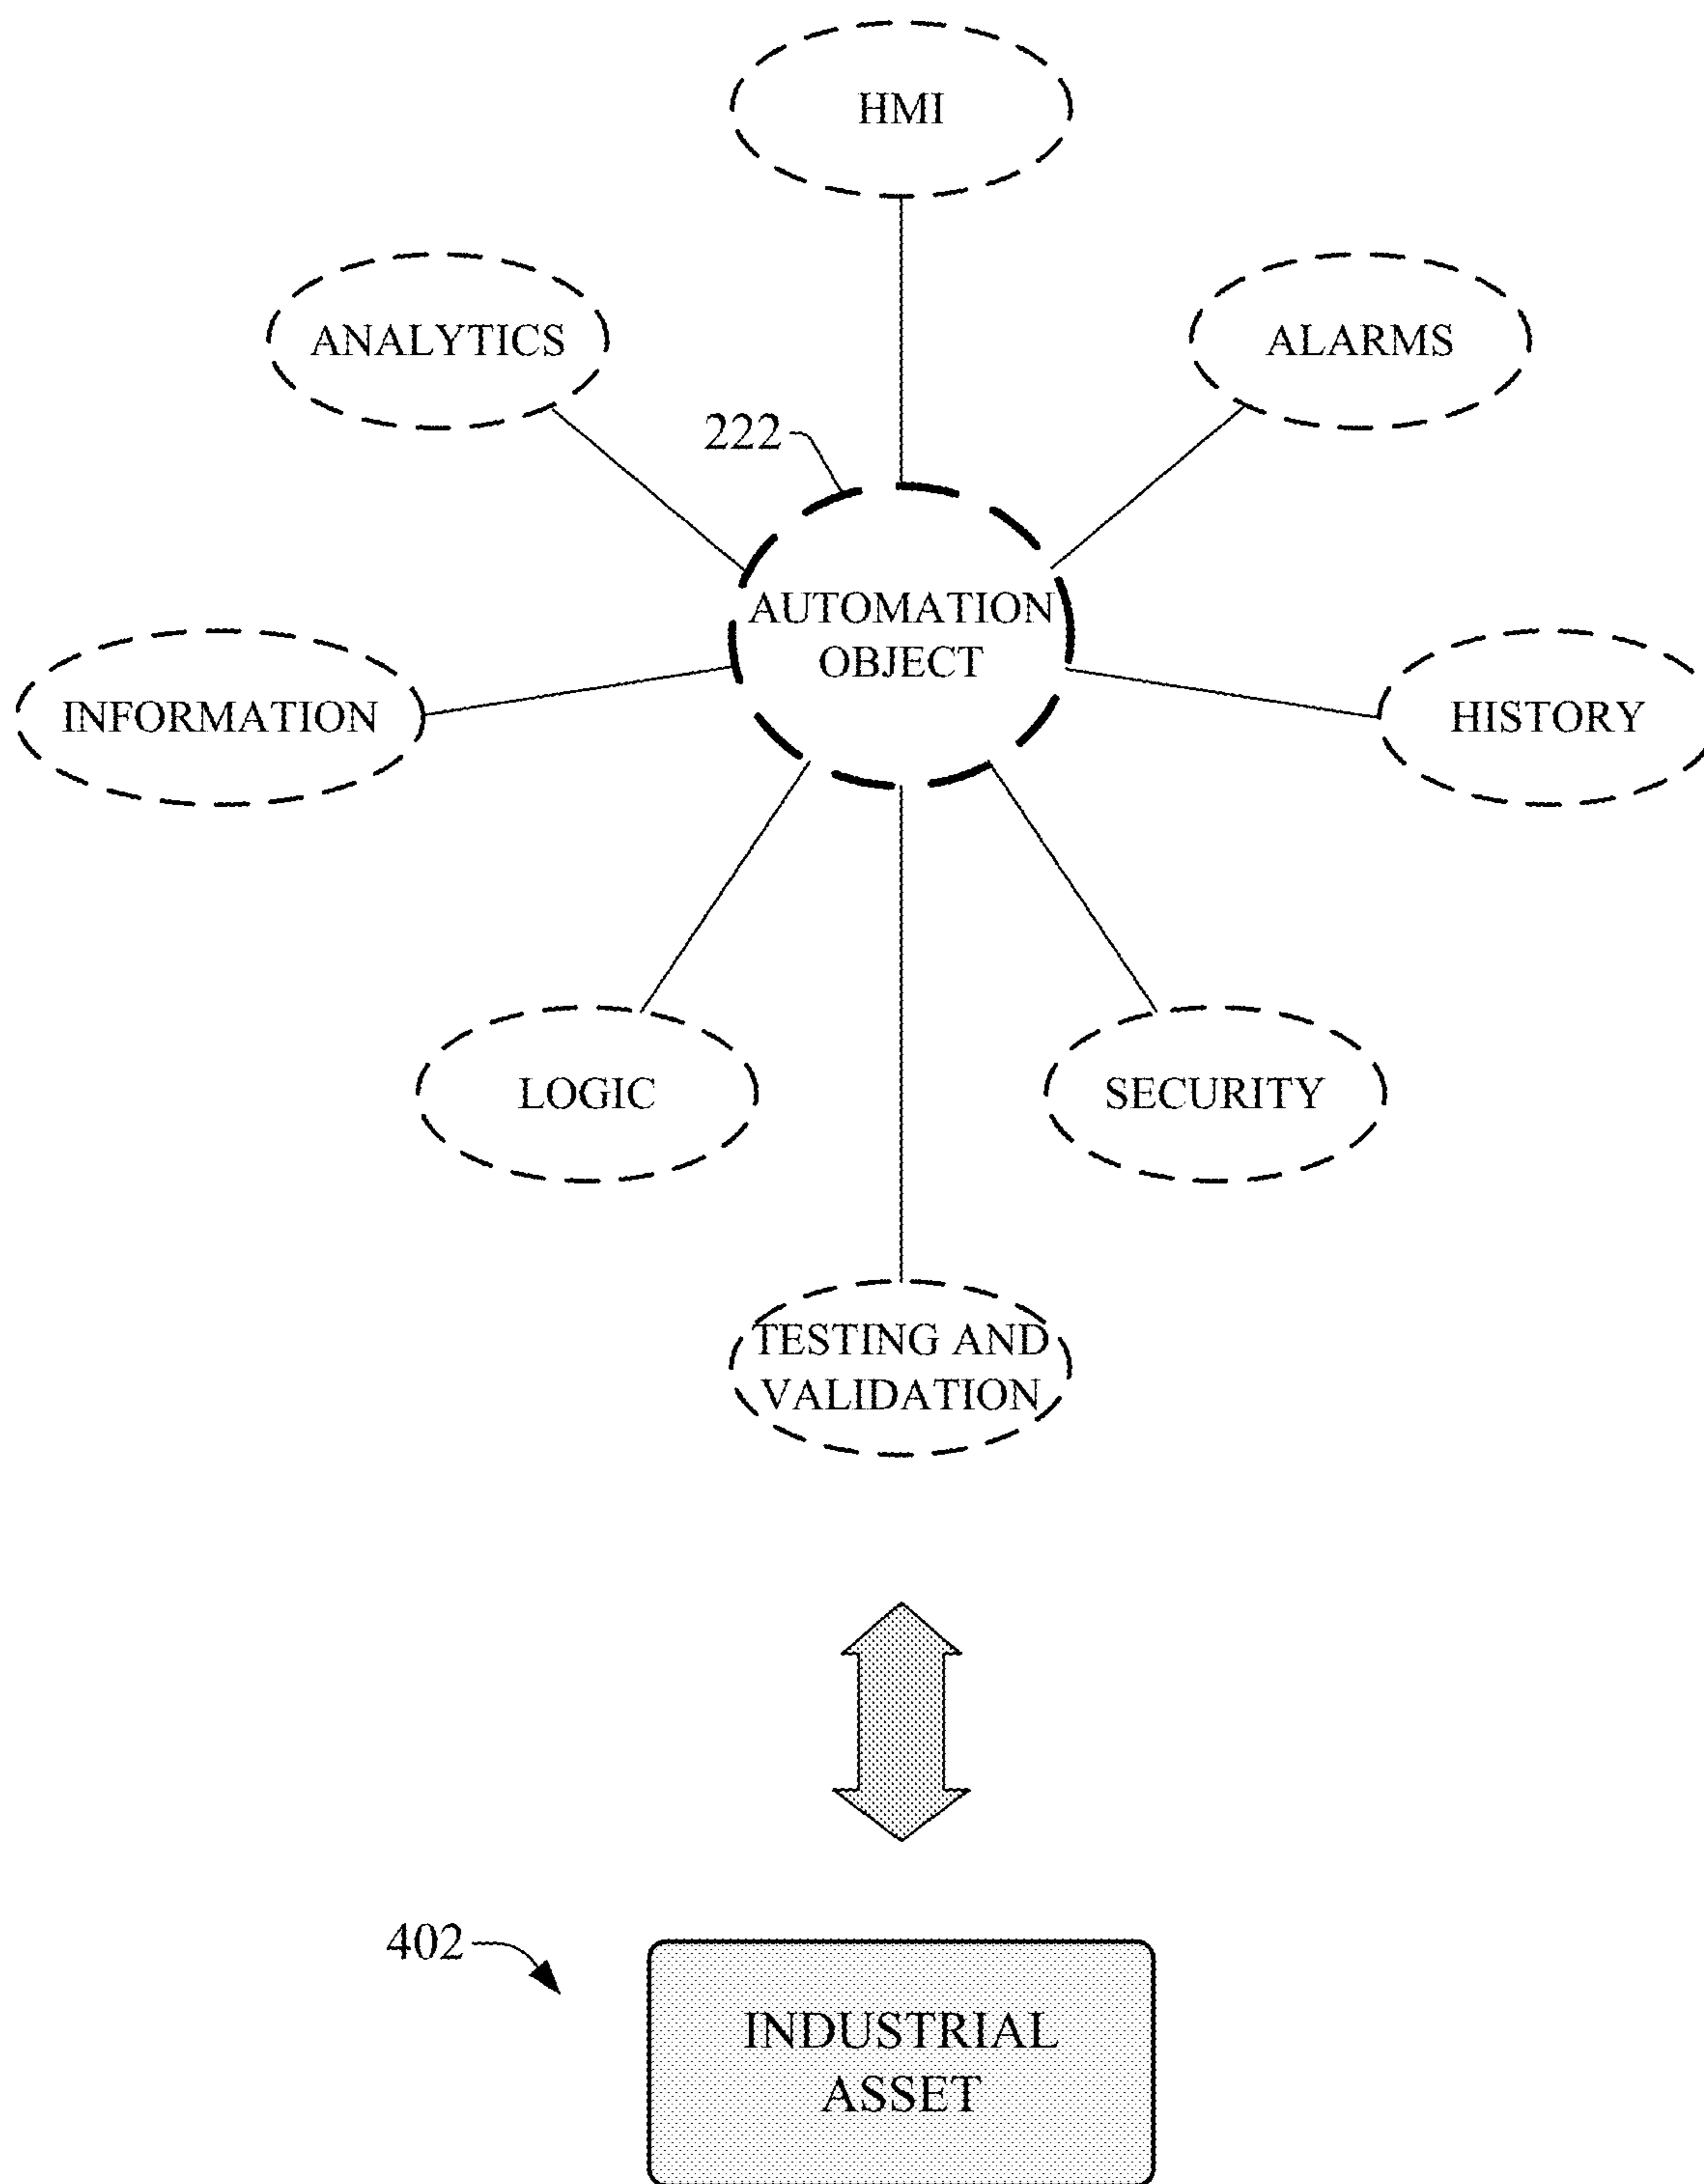 HMI
ANALYTICS
ALARMS
222
AUTOMATION
OBJECT
INFORMATION
HISTORY
LOGIC
SECURITY
TESTING AND
VALIDATION
402
INDUSTRIAL
ASSET